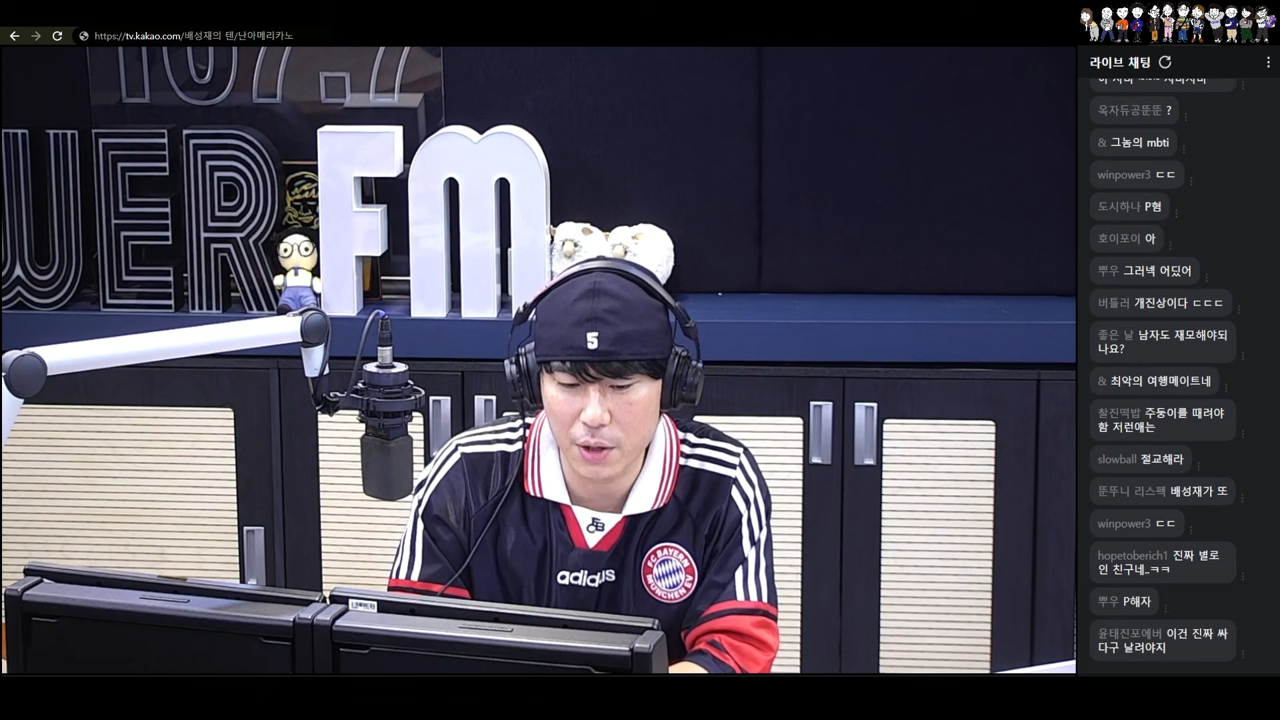 https://tv.kakao.com/배성재의 텐/난아메리카노
라이브 채팅
옥자듀공뚠뚠 ?
& 그놈의 mbti
winpower3 ㄷㄷ
도시하나 P혐
호이포이 아
뿌우 그러넥 어딨어
버틀러 개진상이다 ㄷㄷㄷ
좋은 날 남자도 재모해야되
나요?
& 최악의 여행메이트네
찰진떡밥 주둥이를 때려야
함 저런애는
slowball 절교해라
뚠뚜니 리스펙 배성재가 또
winpower3 ㄷㄷ
hopetoberich1 진짜 별로
인 친구네..ㅋㅋ
뿌우 P해자
윤태진포에버 이건 진짜 싸
다구 날려야지
107.7
WER FM
5
adidas
FC BAYERN
MÜNCHEN EV